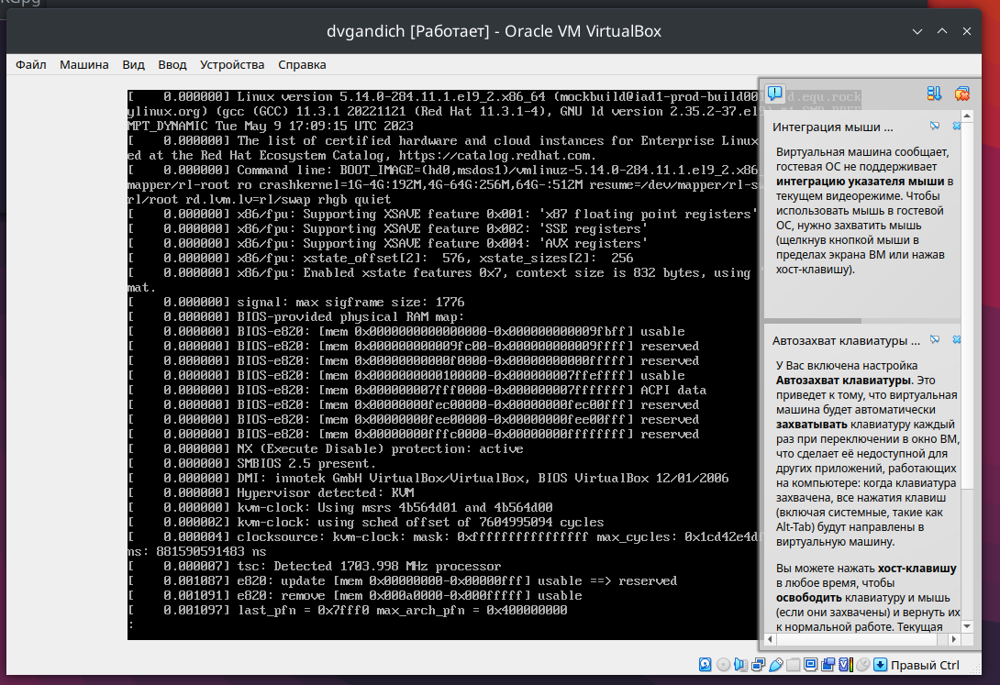 dvgandich [Работает] - Oracle VM VirtualBox
Файл Машина Вид Ввод Устройства Справка
[    0.000000] Linux version 5.14.0-284.11.1.el9_2.x86_64 (mockbuild@iad1-prod-build001 d.equ.rock
ylinux.org) (gcc (GCC) 11.3.1 20221121 (Red Hat 11.3.1-4), GNU ld version 2.35.2-37.el9) #1 SMP PREE
MPT_DYNAMIC Tue May 9 17:09:15 UTC 2023
[    0.000000] The list of certified hardware and cloud instances for Enterprise Linux
ed at the Red Hat Ecosystem Catalog, https://catalog.redhat.com.
[    0.000000] Command line: BOOT_IMAGE=(hd0,msdos1)/vmlinuz-5.14.0-284.11.1.el9_2.x86_
mapper/rl-root ro crashkernel=1G-4G:192M,4G-64G:256M,64G-:512M resume=/dev/mapper/rl-sw
rl/root rd.lvm.lv=rl/swap rhgb quiet
[    0.000000] x86/fpu: Supporting XSAVE feature 0x001: 'x87 floating point registers'
[    0.000000] x86/fpu: Supporting XSAVE feature 0x002: 'SSE registers'
[    0.000000] x86/fpu: Supporting XSAVE feature 0x004: 'AVX registers'
[    0.000000] x86/fpu: xstate_offset[2]:  576, xstate_sizes[2]:  256
[    0.000000] x86/fpu: Enabled xstate features 0x7, context size is 832 bytes, using '
mat.
[    0.000000] signal: max sigframe size: 1776
[    0.000000] BIOS-provided physical RAM map:
[    0.000000] BIOS-e820: [mem 0x0000000000000000-0x000000000009fbff] usable
[    0.000000] BIOS-e820: [mem 0x000000000009fc00-0x000000000009ffff] reserved
[    0.000000] BIOS-e820: [mem 0x00000000000f0000-0x00000000000fffff] reserved
[    0.000000] BIOS-e820: [mem 0x0000000000100000-0x000000007ffeffff] usable
[    0.000000] BIOS-e820: [mem 0x000000007fff0000-0x000000007fffffff] ACPI data
[    0.000000] BIOS-e820: [mem 0x00000000fec00000-0x00000000fec00fff] reserved
[    0.000000] BIOS-e820: [mem 0x00000000fee00000-0x00000000fee00fff] reserved
[    0.000000] BIOS-e820: [mem 0x00000000fffc0000-0x00000000ffffffff] reserved
[    0.000000] NX (Execute Disable) protection: active
[    0.000000] SMBIOS 2.5 present.
[    0.000000] DMI: innotek GmbH VirtualBox/VirtualBox, BIOS VirtualBox 12/01/2006
[    0.000000] Hypervisor detected: KVM
[    0.000000] kvm-clock: Using msrs 4b564d01 and 4b564d00
[    0.000002] kvm-clock: using sched offset of 7604995094 cycles
[    0.000004] clocksource: kvm-clock: mask: 0xffffffffffffffff max_cycles: 0x1cd42e4df
ns: 881590591483 ns
[    0.000007] tsc: Detected 1703.998 MHz processor
[    0.001087] e820: update [mem 0x00000000-0x00000fff] usable ==> reserved
[    0.001091] e820: remove [mem 0x000a0000-0x000fffff] usable
[    0.001097] last_pfn = 0x7fff0 max_arch_pfn = 0x400000000
:
Интеграция мыши ...
Виртуальная машина сообщает,
гостевая ОС не поддерживает
интеграцию указателя мыши в
текущем видеорежиме. Чтобы
использовать мышь в гостевой
ОС, нужно захватить мышь
(щелкнув кнопкой мыши в
пределах экрана ВМ или нажав
хост-клавишу).
Автозахват клавиатуры ...
У Вас включена настройка
Автозахват клавиатуры. Это
приведет к тому, что виртуальная
машина будет автоматически
захватывать клавиатуру каждый
раз при переключении в окно ВМ,
что сделает её недоступной для
других приложений, работающих
на компьютере: когда клавиатура
захвачена, все нажатия клавиш
(включая системные, такие как
Alt-Tab) будут направлены в
виртуальную машину.
Вы можете нажать хост-клавишу
в любое время, чтобы
освободить клавиатуру и мышь
(если они захвачены) и вернуть их
к нормальной работе. Текущая
Правый Ctrl